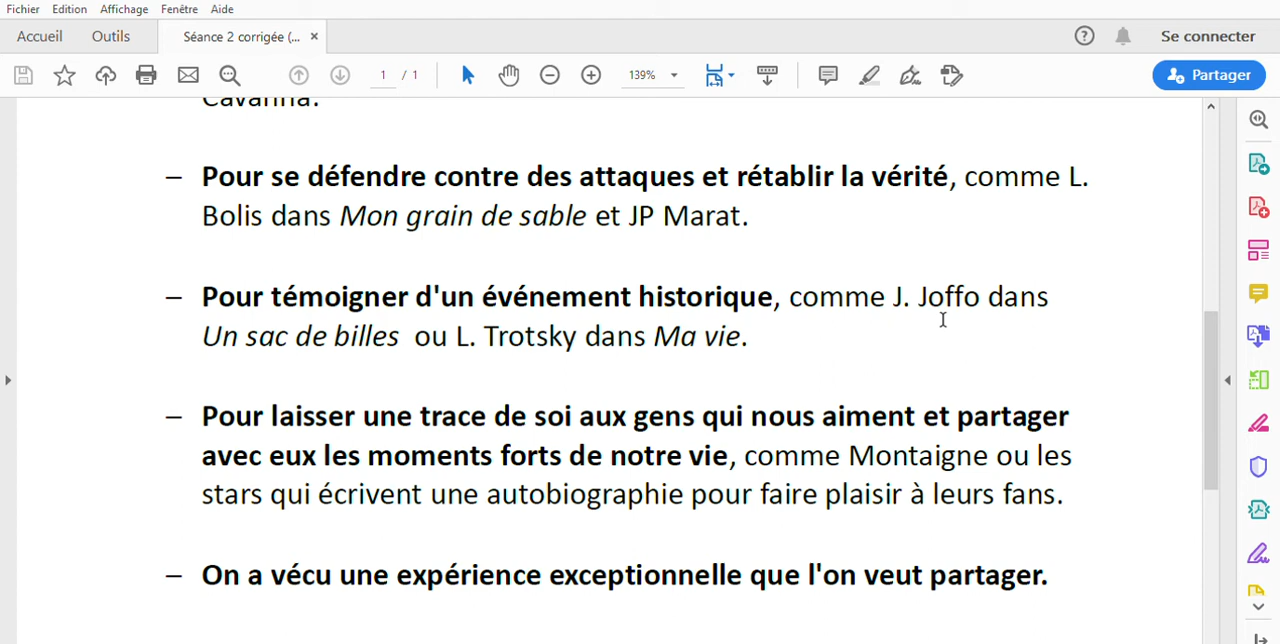 Fichier Edition Affichage Fenêtre Aide
Accueil Outils Séance 2 corrigée (... × Se connecter
1 / 1 139% Partager
Cavanna.
– Pour se défendre contre des attaques et rétablir la vérité, comme L.
Bolis dans Mon grain de sable et JP Marat.
– Pour témoigner d'un événement historique, comme J. Joffo dans
Un sac de billes ou L. Trotsky dans Ma vie.
– Pour laisser une trace de soi aux gens qui nous aiment et partager
avec eux les moments forts de notre vie, comme Montaigne ou les
stars qui écrivent une autobiographie pour faire plaisir à leurs fans.
– On a vécu une expérience exceptionnelle que l'on veut partager.